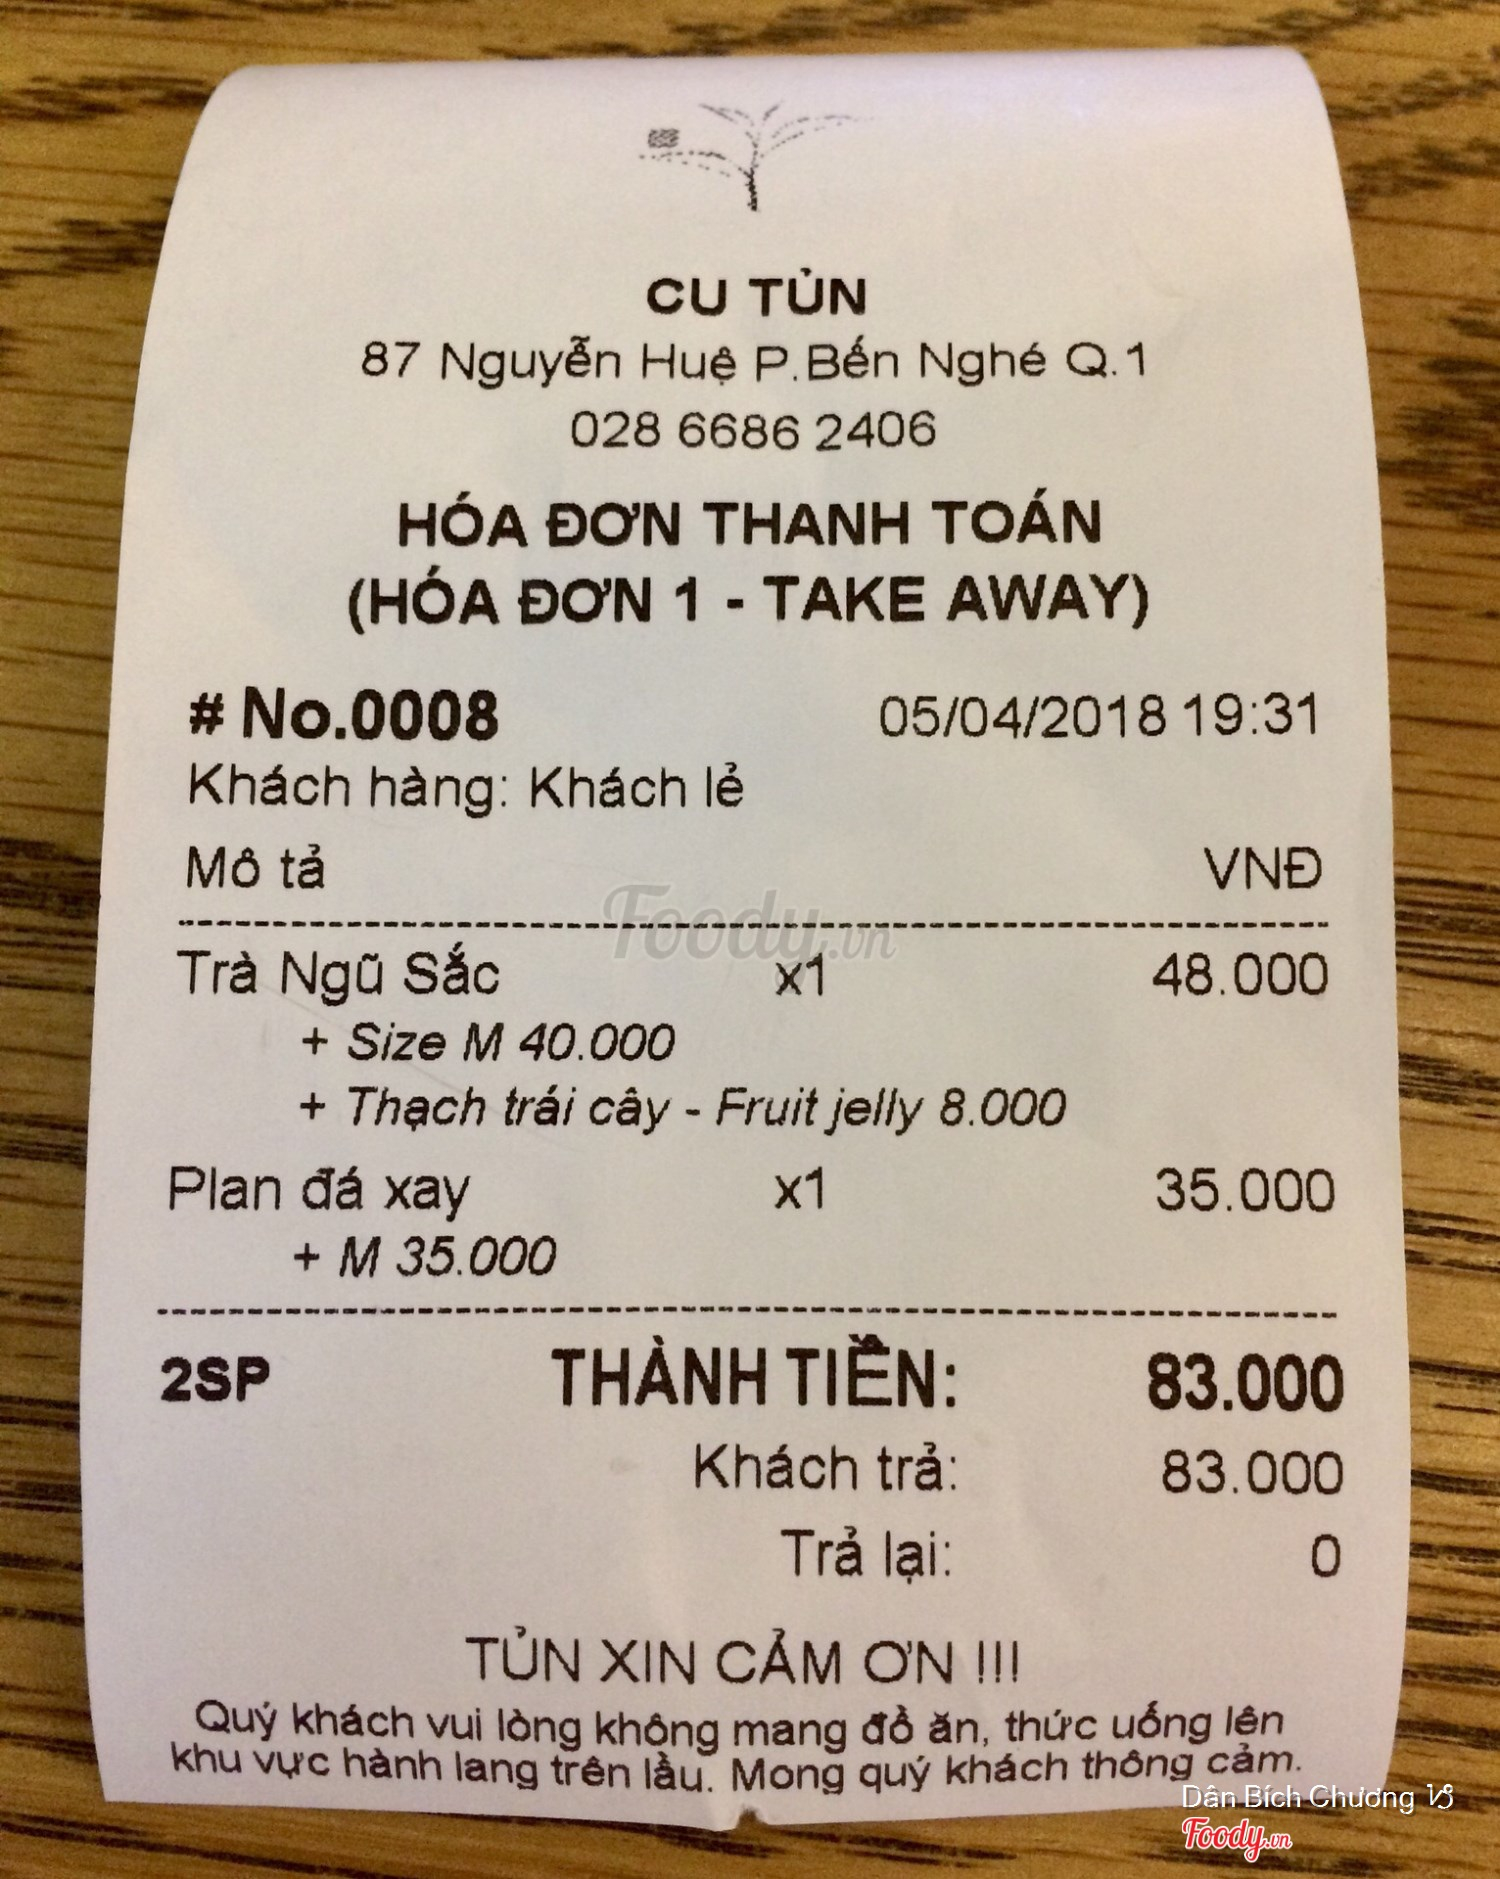 CU TỦN
87 Nguyễn Huệ P.Bến Nghé Q.1
028 6686 2406
HÓA ĐƠN THANH TOÁN
(HÓA ĐƠN 1 - TAKE AWAY)
# No.0008 05/04/2018 19:31
Khách hàng: Khách lẻ
Mô tả VNĐ
Foody.vn
Trà Ngũ Sắc x1 48.000
+ Size M 40.000
+ Thạch trái cây - Fruit jelly 8.000
Plan đá xay x1 35.000
+ M 35.000
2SP THÀNH TIỀN: 83.000
Khách trả: 83.000
Trả lại: 0
TỦN XIN CẢM ƠN !!!
Quý khách vui lòng không mang đồ ăn, thức uống lên
khu vực hành lang trên lầu. Mong quý khách thông cảm.
Dân Bích Chương ♑
Foody.vn